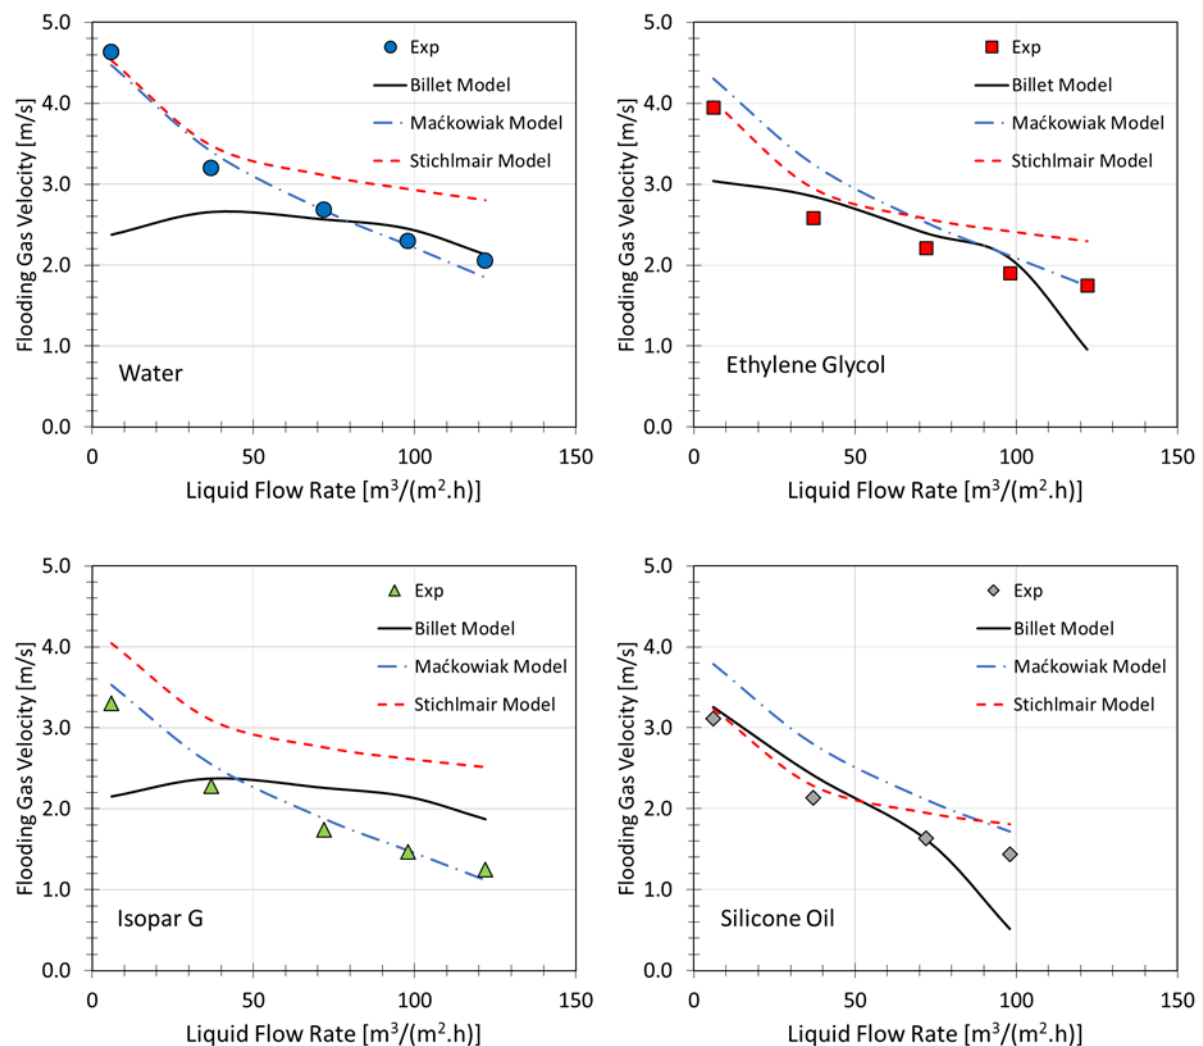 Flooding Gas Velocity [m/s]
5.0
4.0
3.0
2.0
1.0
0.0
Exp
Billet Model
Maćkowiak Model
Stichlmair Model
Water
0 50 100 150
Liquid Flow Rate [m³/(m².h)]
Flooding Gas Velocity [m/s]
5.0
4.0
3.0
2.0
1.0
0.0
Exp
Billet Model
Maćkowiak Model
Stichlmair Model
Ethylene Glycol
0 50 100 150
Liquid Flow Rate [m³/(m².h)]
Flooding Gas Velocity [m/s]
5.0
4.0
3.0
2.0
1.0
0.0
Exp
Billet Model
Maćkowiak Model
Stichlmair Model
Isopar G
0 50 100 150
Liquid Flow Rate [m³/(m².h)]
Flooding Gas Velocity [m/s]
5.0
4.0
3.0
2.0
1.0
0.0
Exp
Billet Model
Maćkowiak Model
Stichlmair Model
Silicone Oil
0 50 100 150
Liquid Flow Rate [m³/(m².h)]